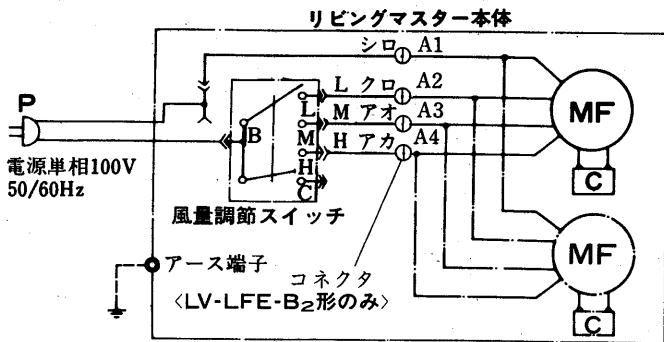 リビングマスター本体
シロ A1
L クロ A2
M アオ A3
H アカ A4
P
電源単相100V
50/60Hz
B
L
M
H
C
風量調節スイッチ
アース端子
コネクタ
〈LV-LFE-B₂形のみ〉
MF
C
MF
C